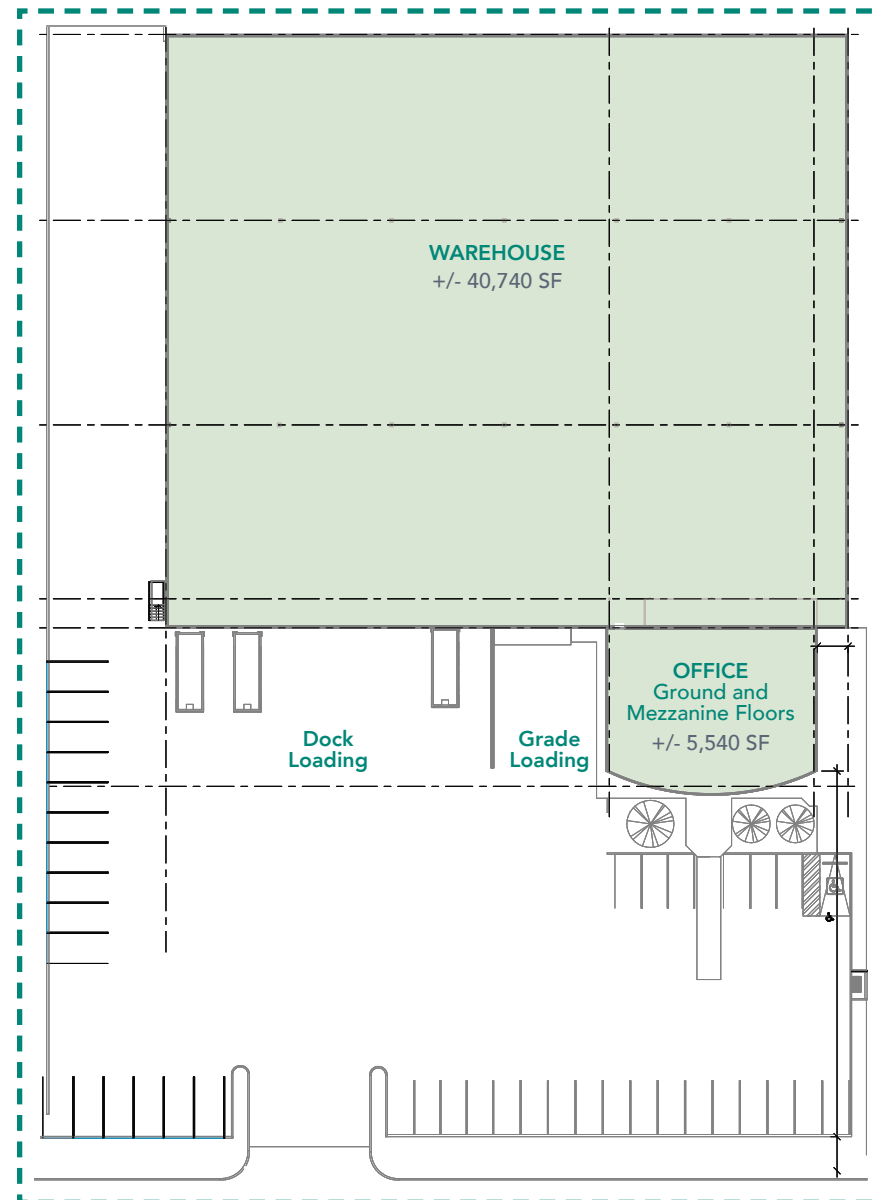 WAREHOUSE
+/- 40,740 SF
OFFICE
Ground and
Mezzanine Floors
+/- 5,540 SF
Dock
Loading
Grade
Loading